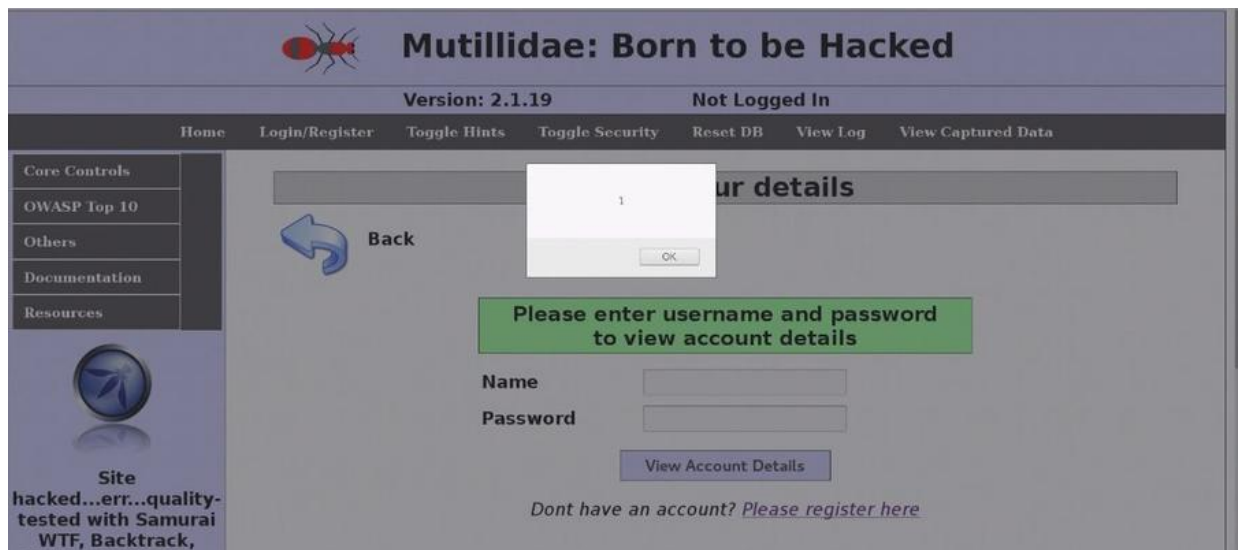 Mutillidae: Born to be Hacked
Version: 2.1.19 Not Logged In
Home Login/Register Toggle Hints Toggle Security Reset DB View Log View Captured Data
Core Controls
OWASP Top 10
Others
Documentation
Resources
Site
hacked...err...quality-
tested with Samurai
WTF, Backtrack,
ur details
1
OK
Back
Please enter username and password
to view account details
Name
Password
View Account Details
Dont have an account? Please register here